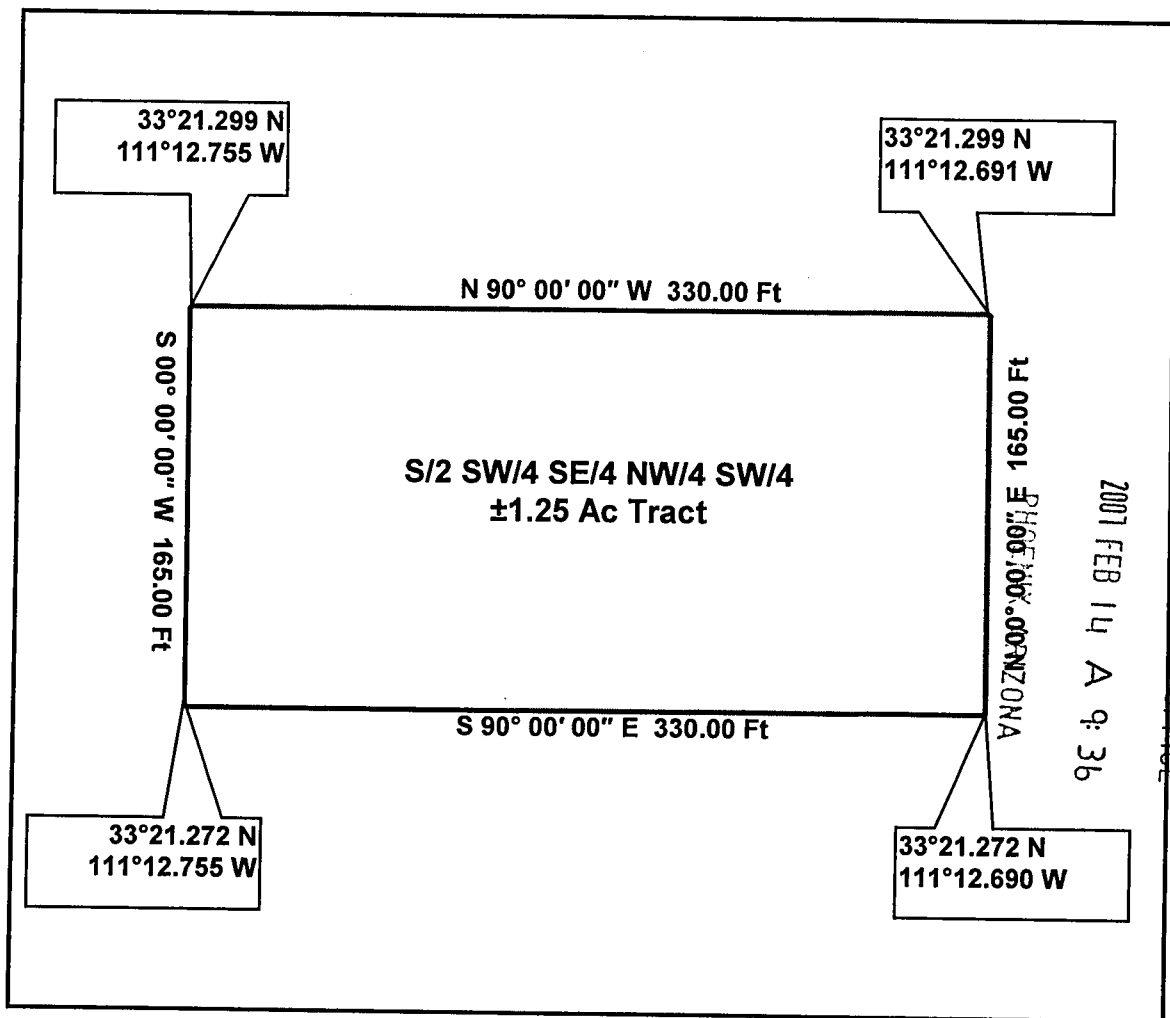 33°21.299 N
111°12.755 W
33°21.299 N
111°12.691 W
N 90° 00' 00" W 330.00 Ft
S 00° 00' 00" W 165.00 Ft
N 00° 00' 00" E 165.00 Ft
S/2 SW/4 SE/4 NW/4 SW/4
±1.25 Ac Tract
PHOENIX, ARIZONA
2007 FEB 14 A 9:36
S 90° 00' 00" E 330.00 Ft
33°21.272 N
111°12.755 W
33°21.272 N
111°12.690 W